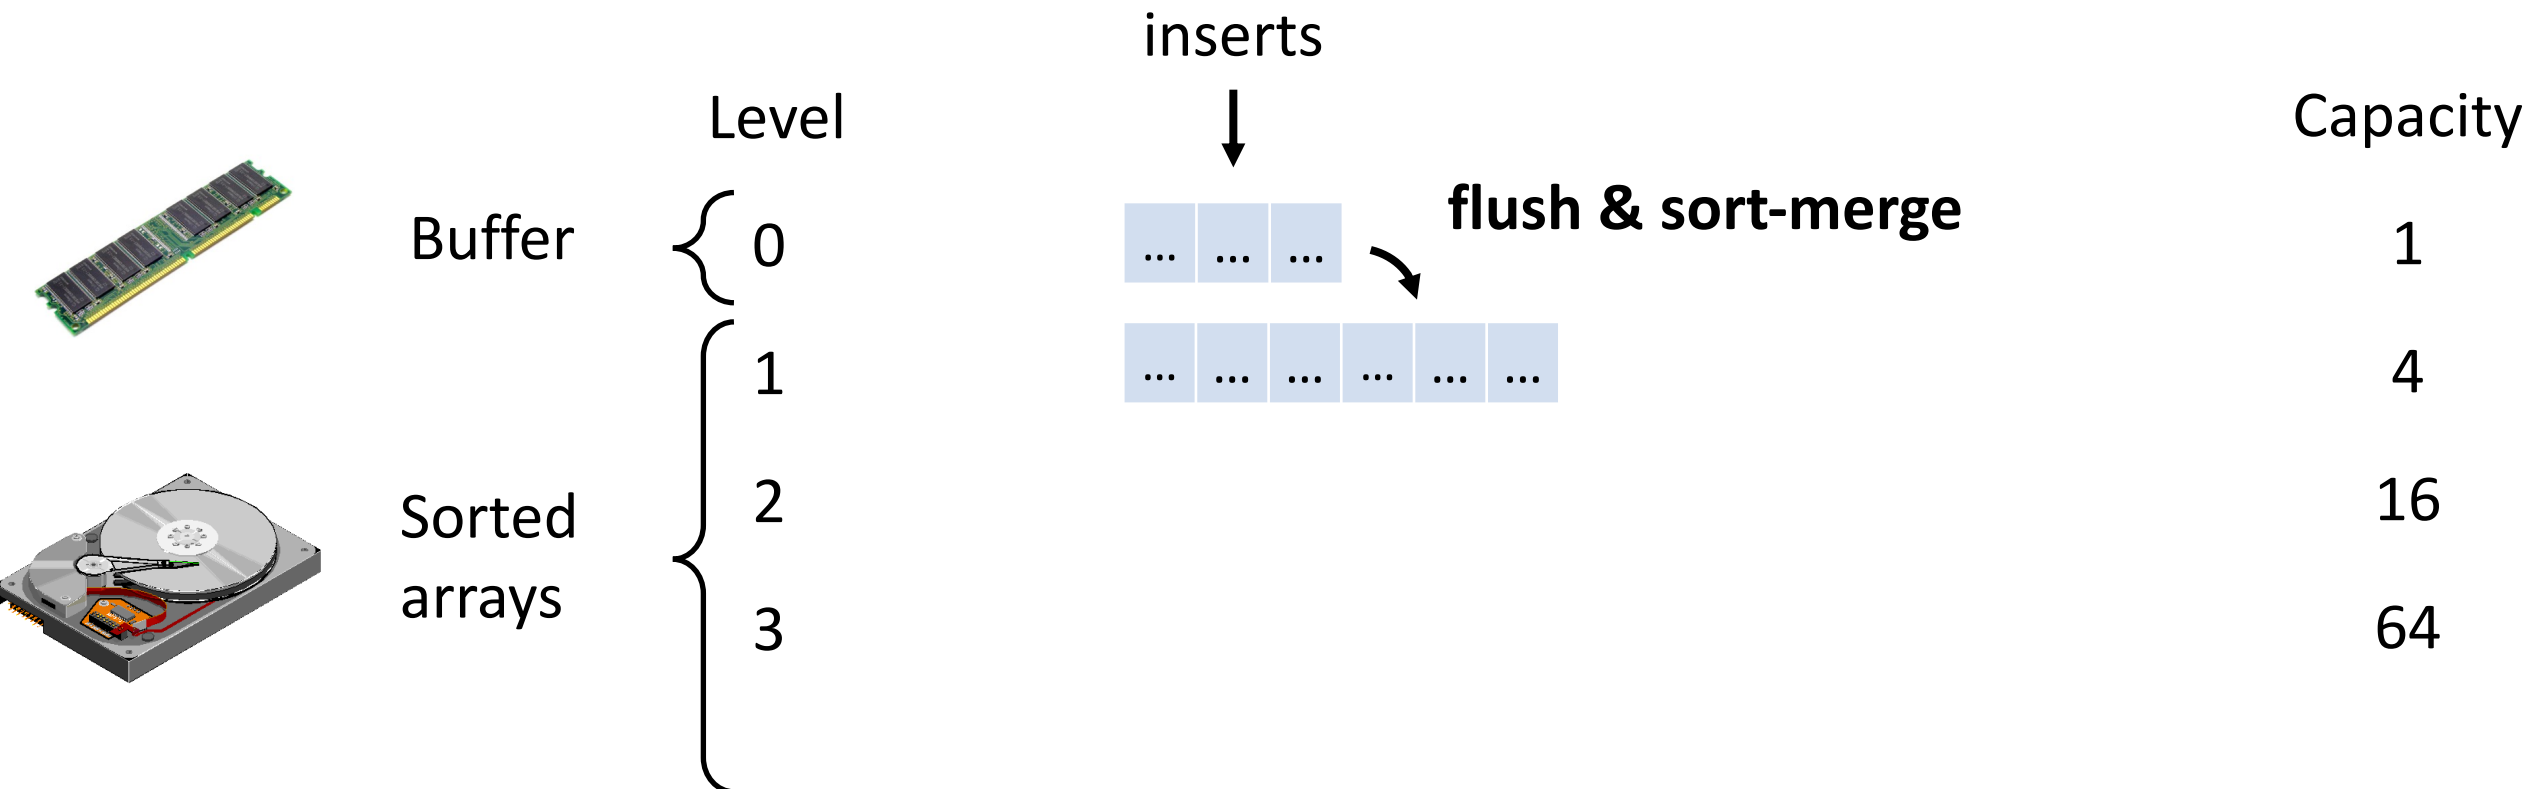 inserts
Level
Capacity
Buffer
0
... ... ...
flush & sort-merge
1
1
... ... ... ... ... ...
4
Sorted
arrays
2
16
3
64